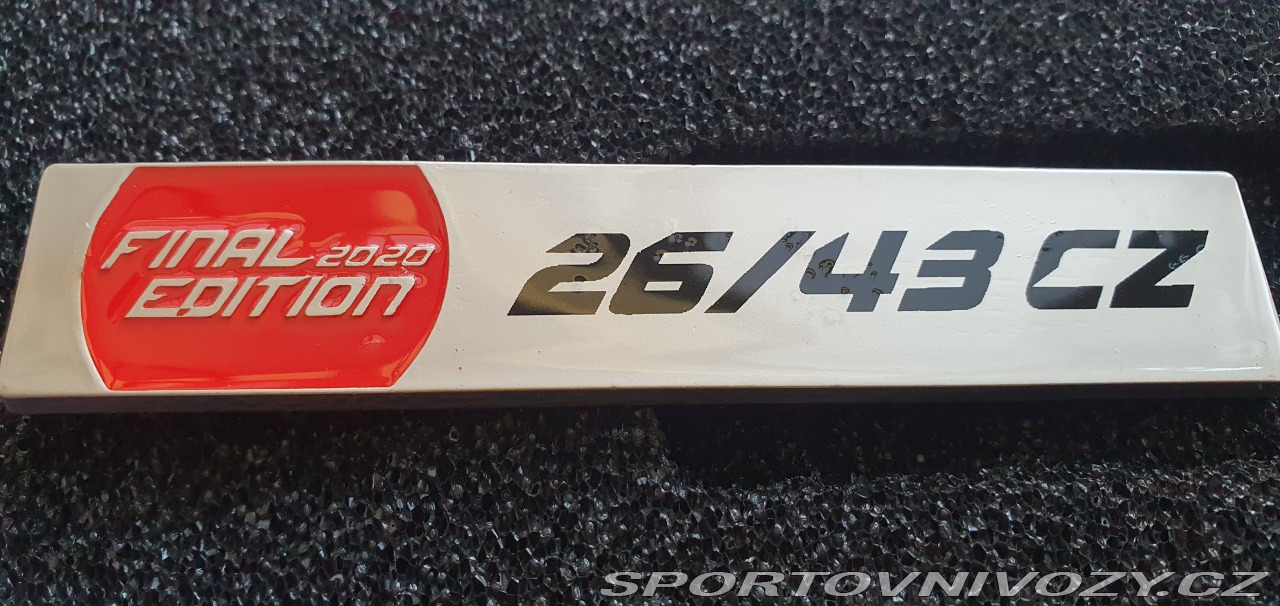 FINAL 2020
EDITION
26/43 CZ
SPORTOVNIVOZY.CZ